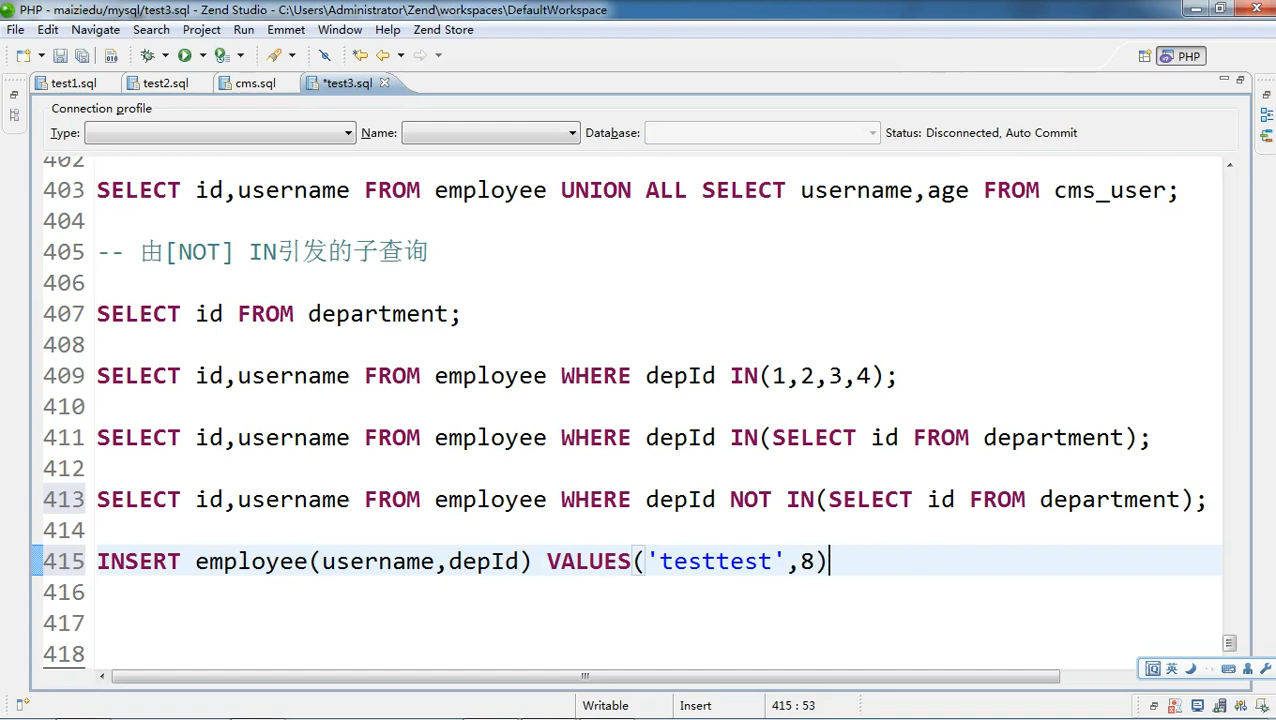 PHP - maiziedu/mysql/test3.sql - Zend Studio - C:\Users\Administrator\Zend\workspaces\DefaultWorkspace
File Edit Navigate Search Project Run Emmet Window Help Zend Store
PHP
test1.sql test2.sql cms.sql *test3.sql
Connection profile
Type: Name: Database: Status: Disconnected, Auto Commit
402
403 SELECT id,username FROM employee UNION ALL SELECT username,age FROM cms_user;
404
405 -- 由[NOT] IN引发的子查询
406
407 SELECT id FROM department;
408
409 SELECT id,username FROM employee WHERE depId IN(1,2,3,4);
410
411 SELECT id,username FROM employee WHERE depId IN(SELECT id FROM department);
412
413 SELECT id,username FROM employee WHERE depId NOT IN(SELECT id FROM department);
414
415 INSERT employee(username,depId) VALUES('testtest',8)
416
417
418
英
Writable Insert 415 : 53